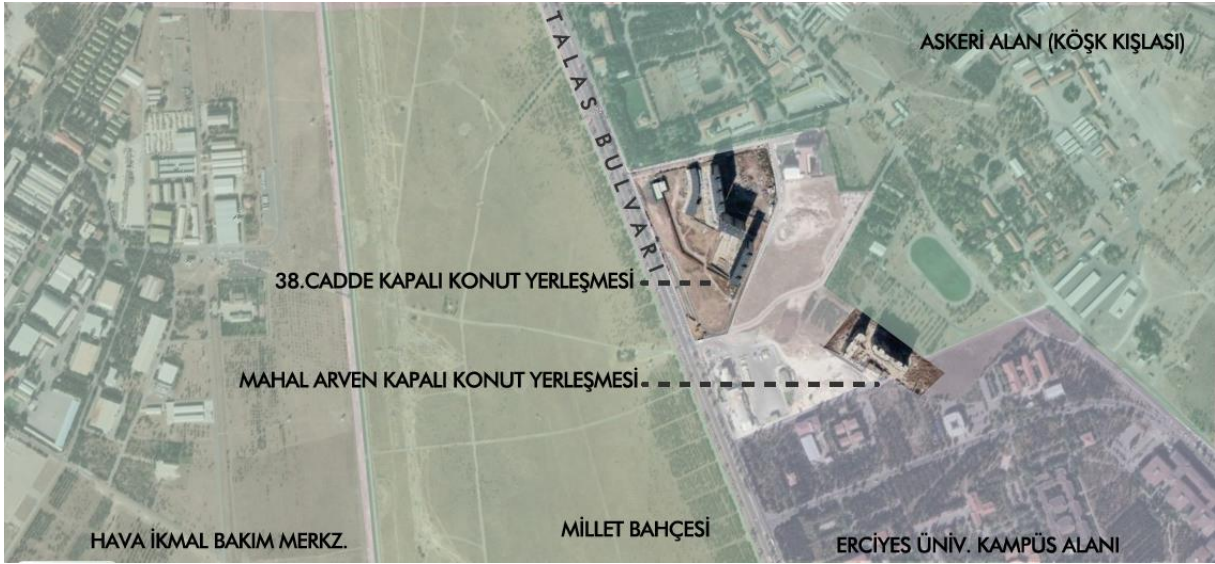 ASKERİ ALAN (KÖŞK KIŞLASI)
TALAS BULVARI
38.CADDE KAPALI KONUT YERLEŞMESİ
MAHAL ARVEN KAPALI KONUT YERLEŞMESİ
HAVA İKMAL BAKIM MERKZ.
MİLLET BAHÇESİ
ERCİYES ÜNİV. KAMPÜS ALANI